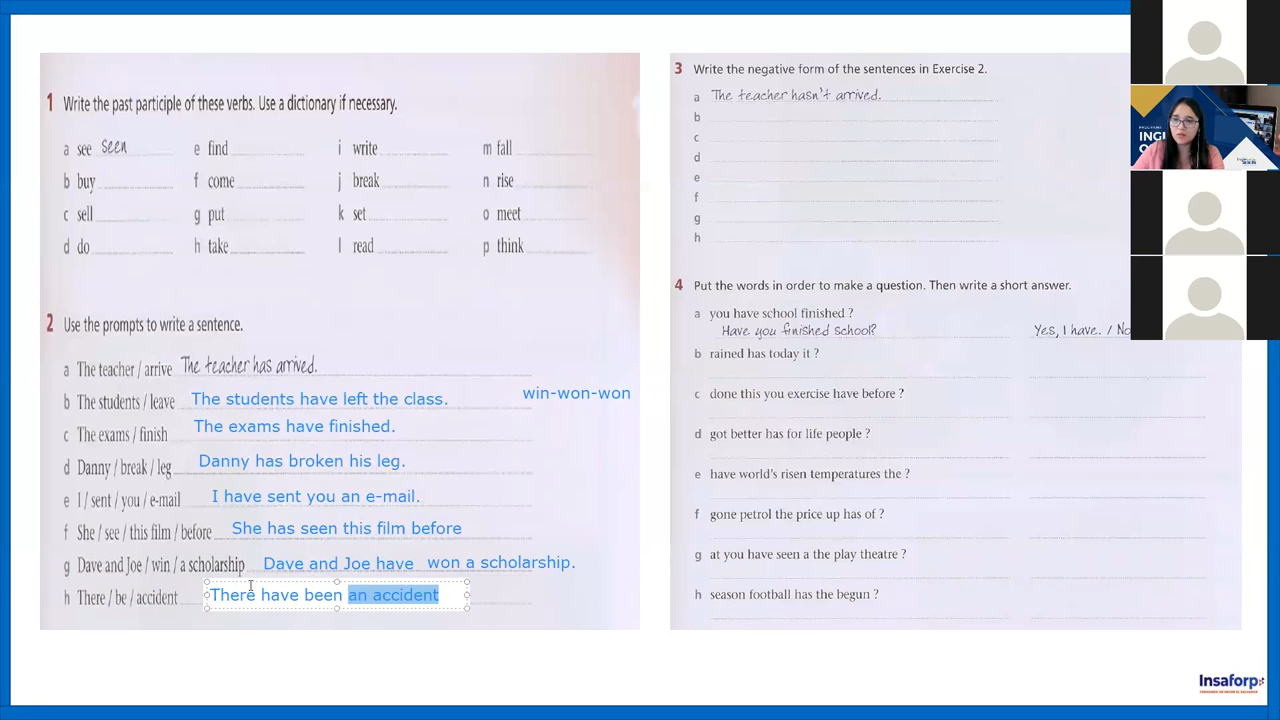 1 Write the past participle of these verbs. Use a dictionary if necessary.
a see seen e find i write m fall
b buy f come j break n rise
c sell g put k set o meet
d do h take l read p think
2 Use the prompts to write a sentence.
a The teacher / arrive The teacher has arrived.
b The students / leave The students have left the class. win-won-won
c The exams / finish The exams have finished.
d Danny / break / leg Danny has broken his leg.
e I / sent / you / e-mail I have sent you an e-mail.
f She / see / this film / before She has seen this film before
g Dave and Joe / win / a scholarship Dave and Joe have won a scholarship.
h There / be / accident There have been an accident
3 Write the negative form of the sentences in Exercise 2.
a The teacher hasn't arrived.
b
c
d
e
f
g
h
4 Put the words in order to make a question. Then write a short answer.
a you have school finished ?
Have you finished school? Yes, I have. / No
b rained has today it ?
c done this you exercise have before ?
d got better has for life people ?
e have world's risen temperatures the ?
f gone petrol the price up has of ?
g at you have seen a the play theatre ?
h season football has the begun ?
INGL
Insaforp